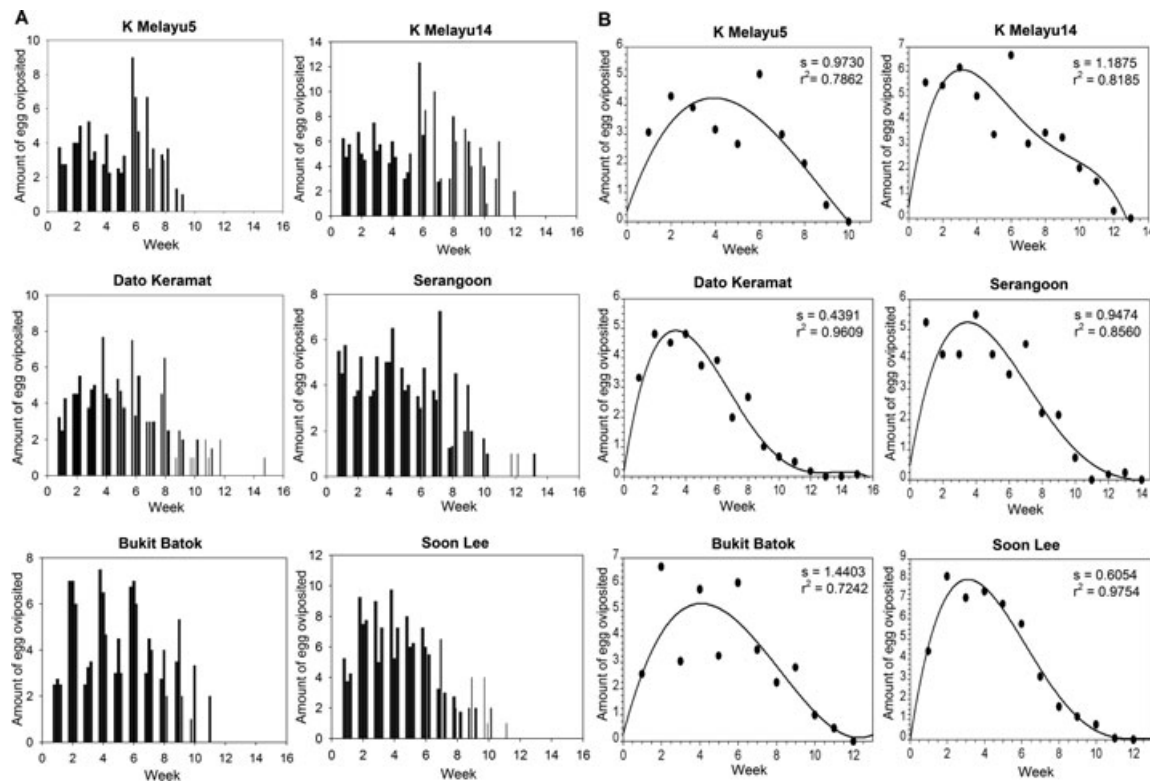 A
K Melayu5
Amount of egg oviposited
10
8
6
4
2
0
0 2 4 6 8 10 12 14 16
Week
K Melayu14
Amount of egg oviposited
14
12
10
8
6
4
2
0
0 2 4 6 8 10 12 14 16
Week
Dato Keramat
Amount of egg oviposited
10
8
6
4
2
0
0 2 4 6 8 10 12 14 16
Week
Serangoon
Amount of egg oviposited
8
6
4
2
0
0 2 4 6 8 10 12 14 16
Week
Bukit Batok
Amount of egg oviposited
8
6
4
2
0
0 2 4 6 8 10 12 14 16
Week
Soon Lee
Amount of egg oviposited
12
10
8
6
4
2
0
0 2 4 6 8 10 12 14 16
Week
B
K Melayu5
s = 0.9730
r² = 0.7862
Amount of egg oviposited
6
5
4
3
2
1
0
0 2 4 6 8 10
Week
K Melayu14
s = 1.1875
r² = 0.8185
Amount of egg oviposited
7
6
5
4
3
2
1
0
0 2 4 6 8 10 12 14
Week
Dato Keramat
s = 0.4391
r² = 0.9609
Amount of egg oviposited
6
5
4
3
2
1
0
0 2 4 6 8 10 12 14 16
Week
Serangoon
s = 0.9474
r² = 0.8560
Amount of egg oviposited
6
5
4
3
2
1
0
0 2 4 6 8 10 12 14
Week
Bukit Batok
s = 1.4403
r² = 0.7242
Amount of egg oviposited
7
6
5
4
3
2
1
0
0 2 4 6 8 10 12
Week
Soon Lee
s = 0.6054
r² = 0.9754
Amount of egg oviposited
9
8
7
6
5
4
3
2
1
0
0 2 4 6 8 10 12
Week